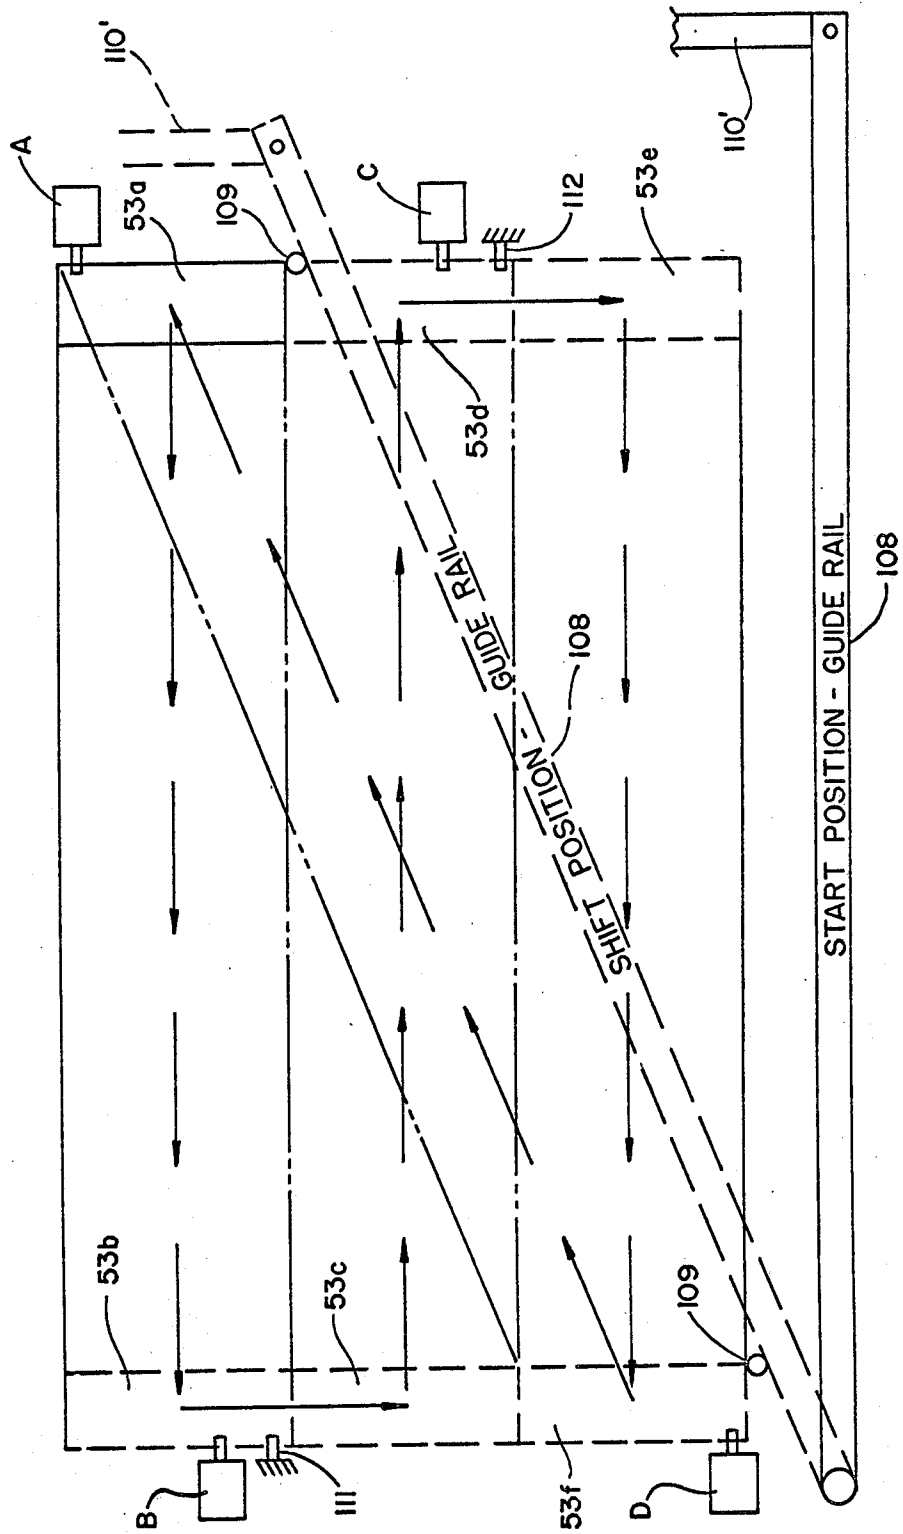 110'
A
53a
109
C
112
53e
110'
53d
SHIFT POSITION - GUIDE RAIL
108
START POSITION - GUIDE RAIL
108
53b
53c
109
B
111
53f
D